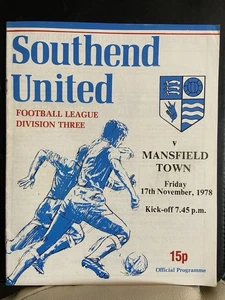 Southend
United
FOOTBALL LEAGUE
DIVISION THREE
v
MANSFIELD
TOWN
Friday
17th November, 1978
Kick-off 7.45 p.m.
15p
Official Programme